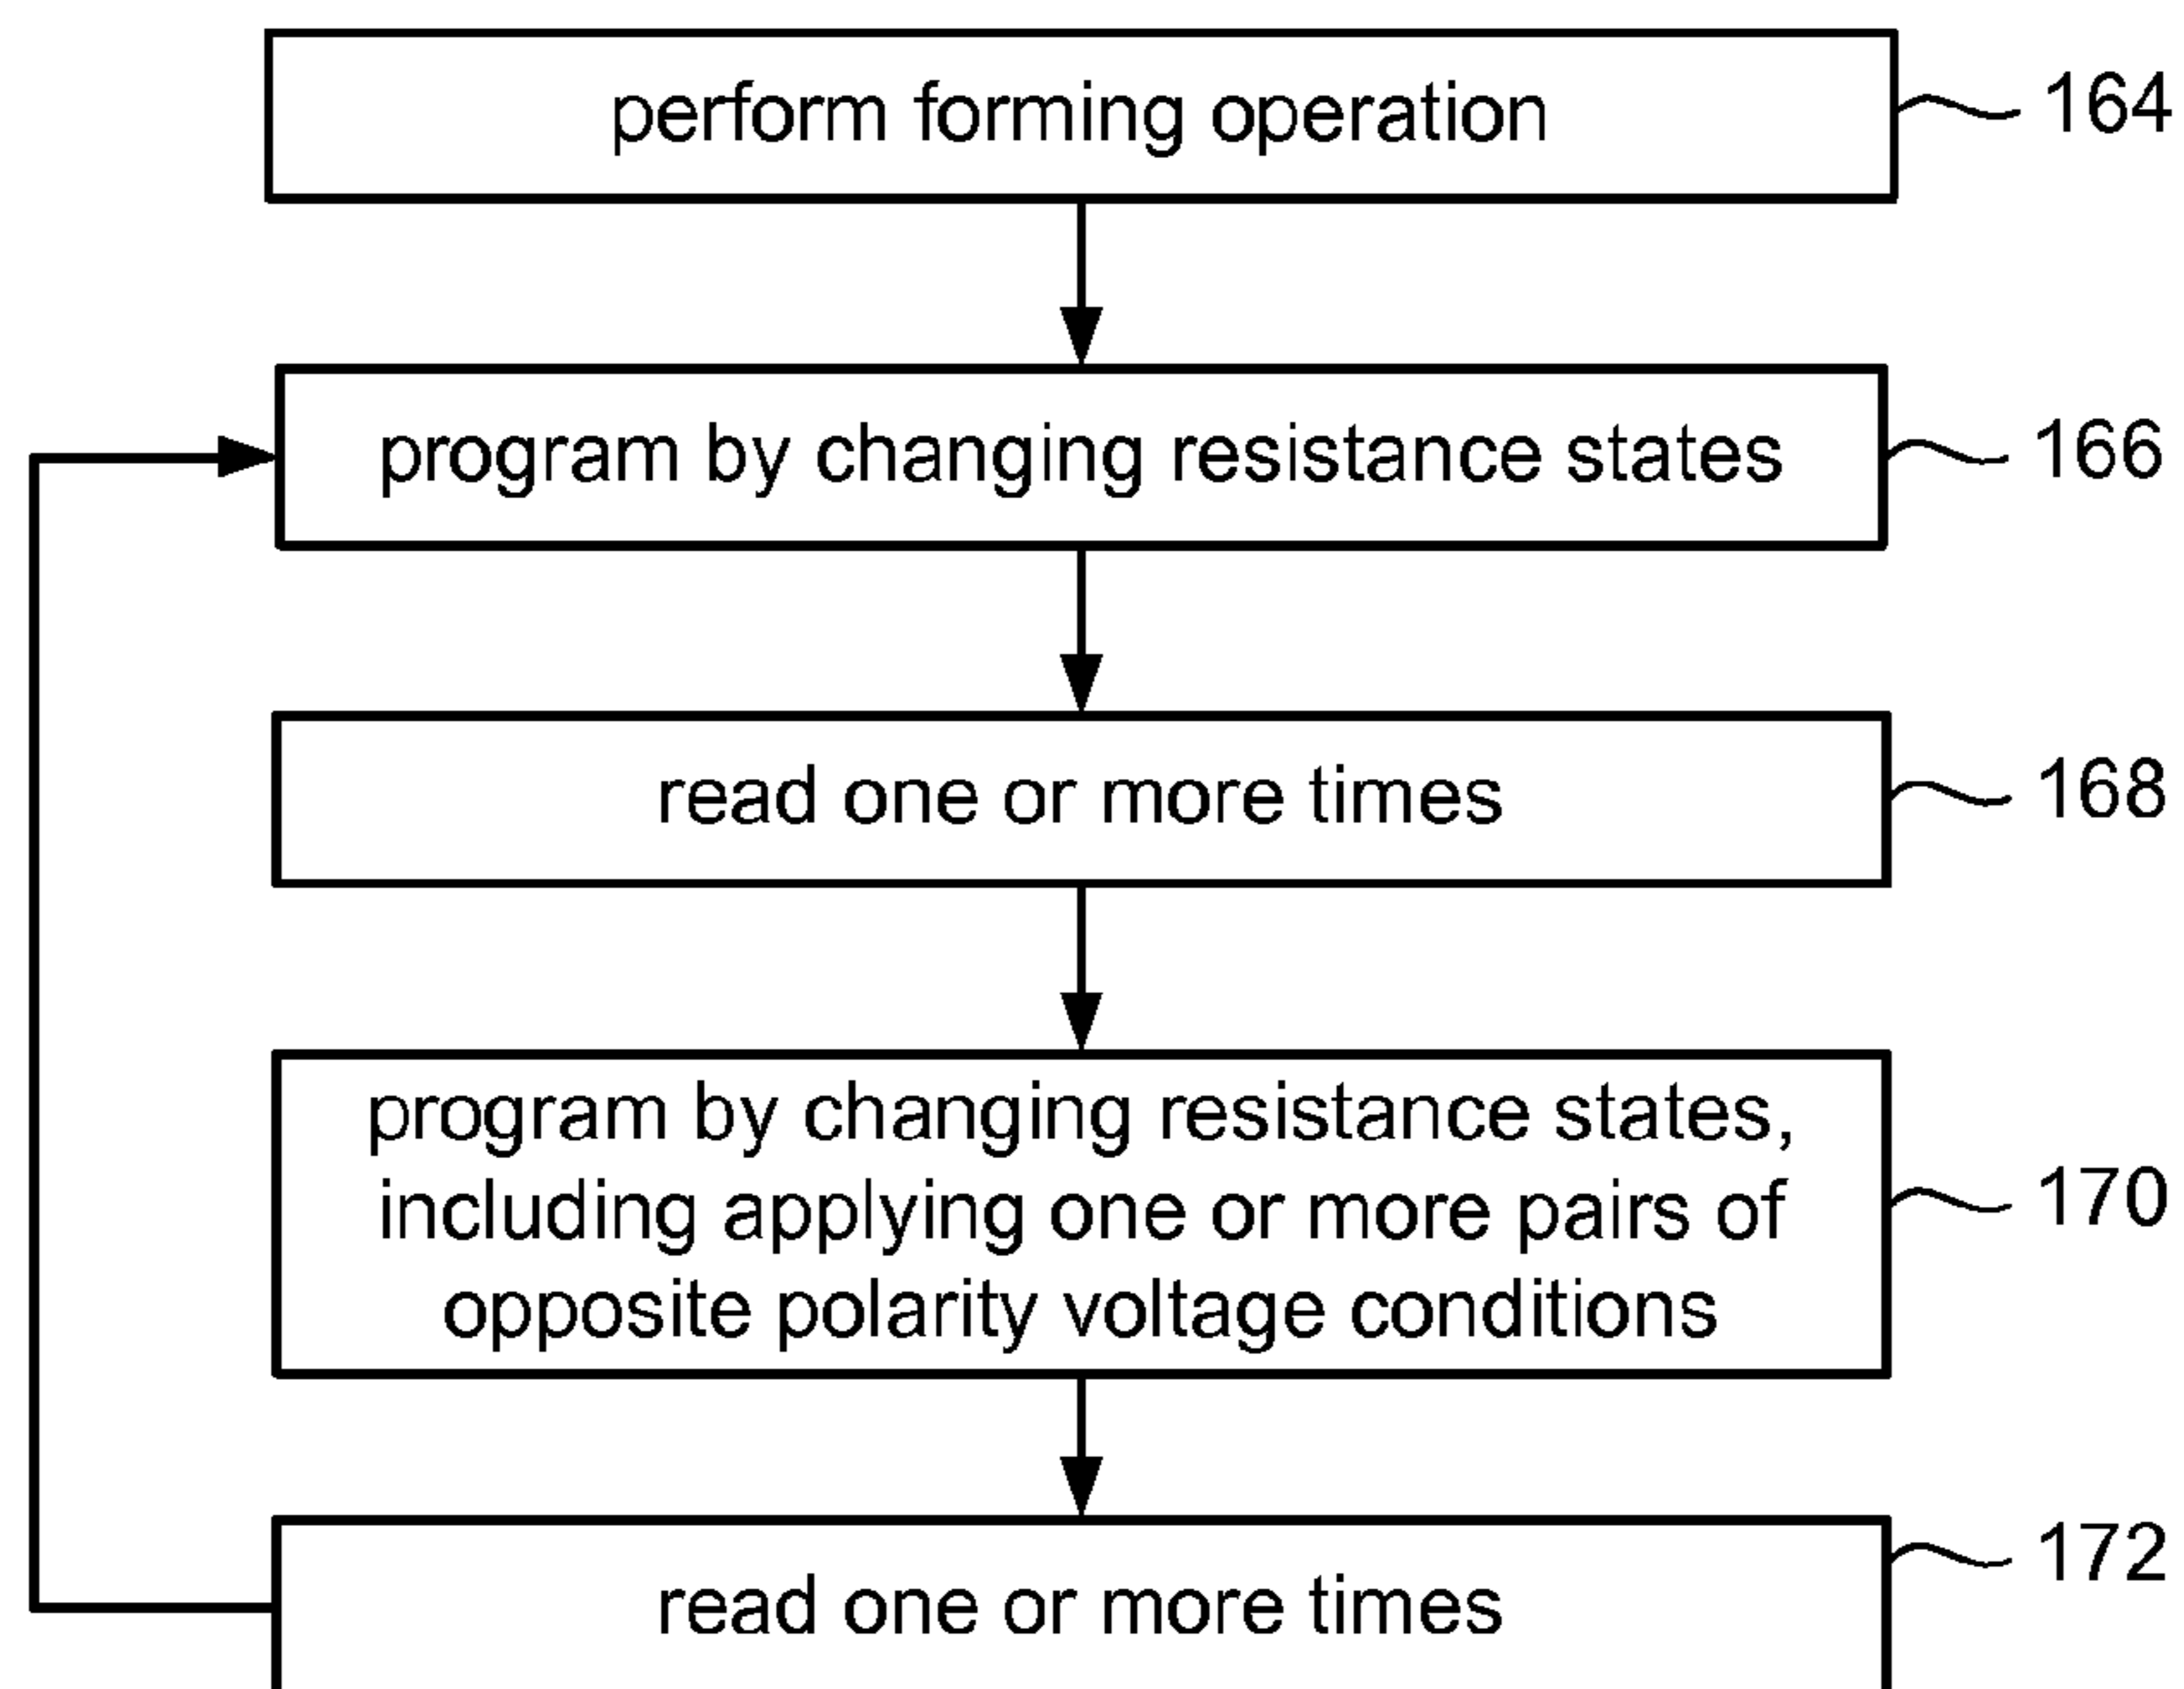 perform forming operation
164
program by changing resistance states
166
read one or more times
168
program by changing resistance states,
including applying one or more pairs of
opposite polarity voltage conditions
170
read one or more times
172